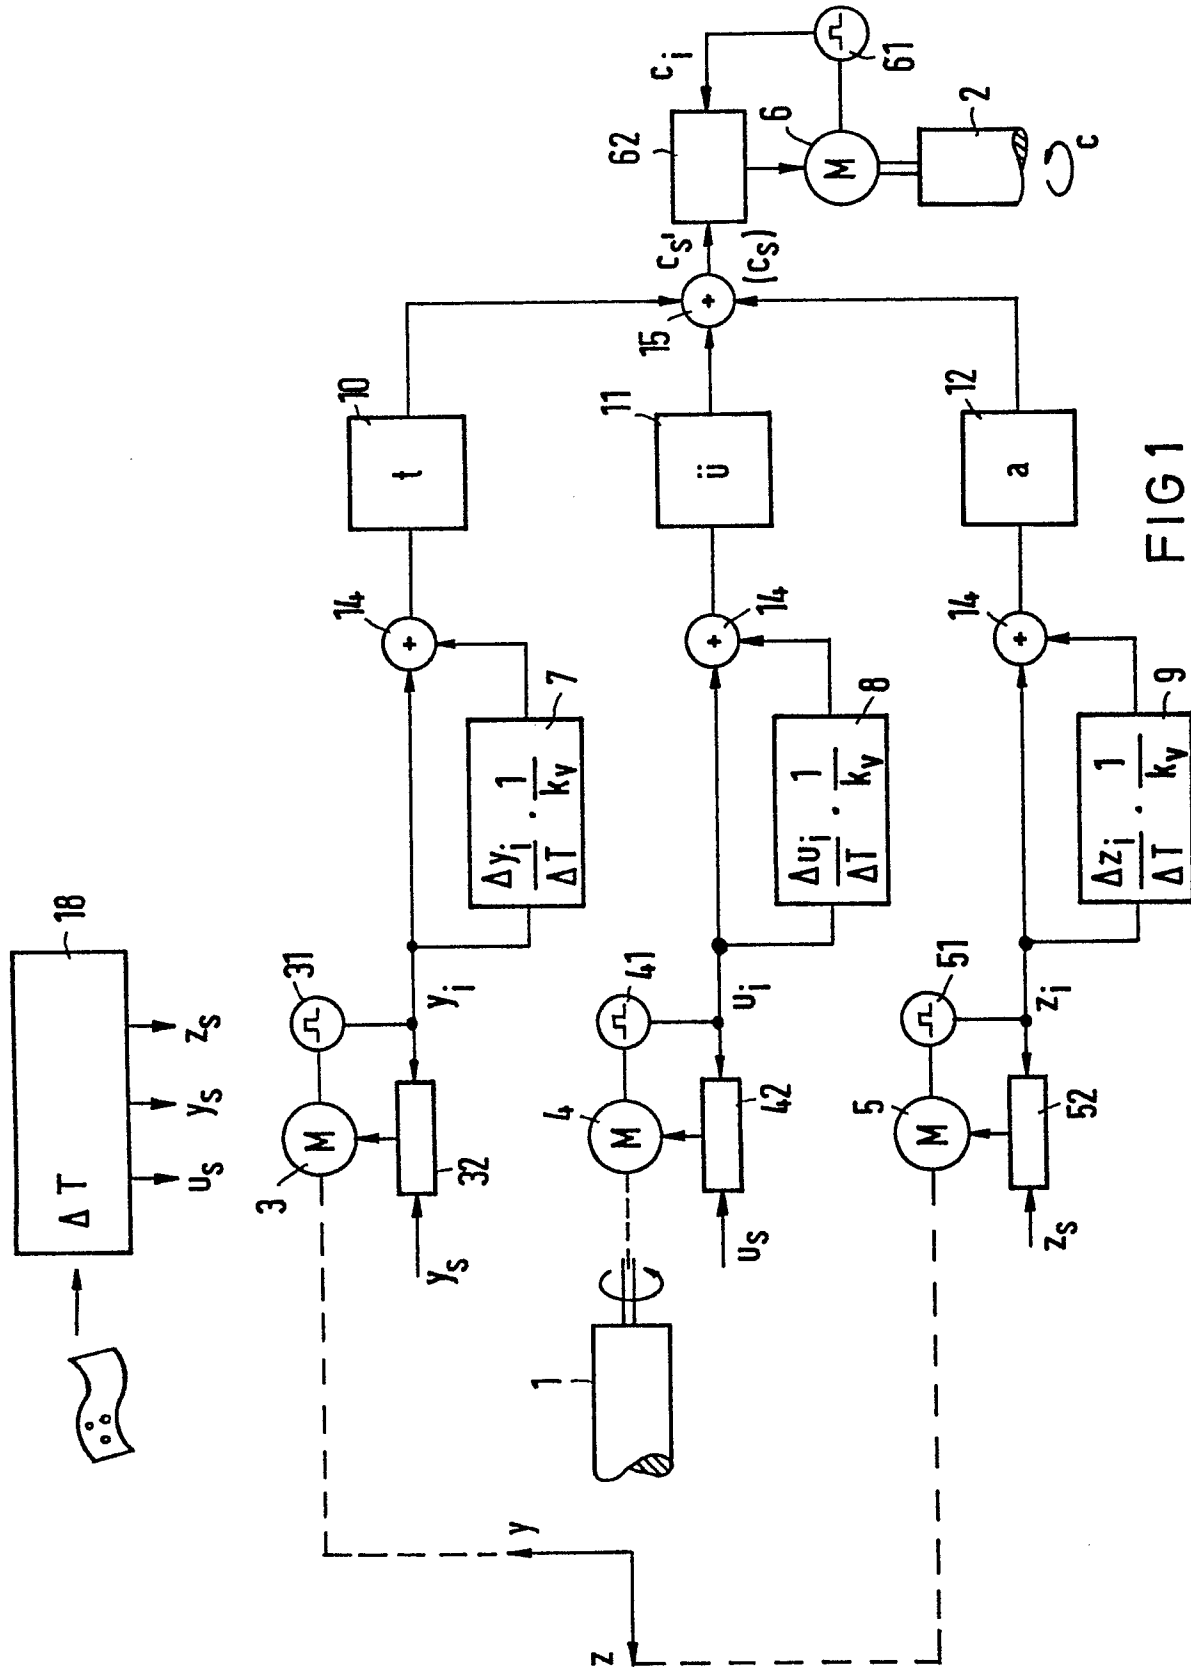 ΔT
18
u_s
y_s
z_s
3
M
31
32
y_s
y_i
Δy_i/ΔT · 1/k_v
7
14
+
10
t
1
4
M
41
42
u_s
u_i
Δu_i/ΔT · 1/k_v
8
14
+
11
ü
15
+
c_s'
(c_s)
62
c_i
6
M
61
2
c
y
z
5
M
51
52
z_s
z_i
Δz_i/ΔT · 1/k_v
9
14
+
12
a
FIG 1